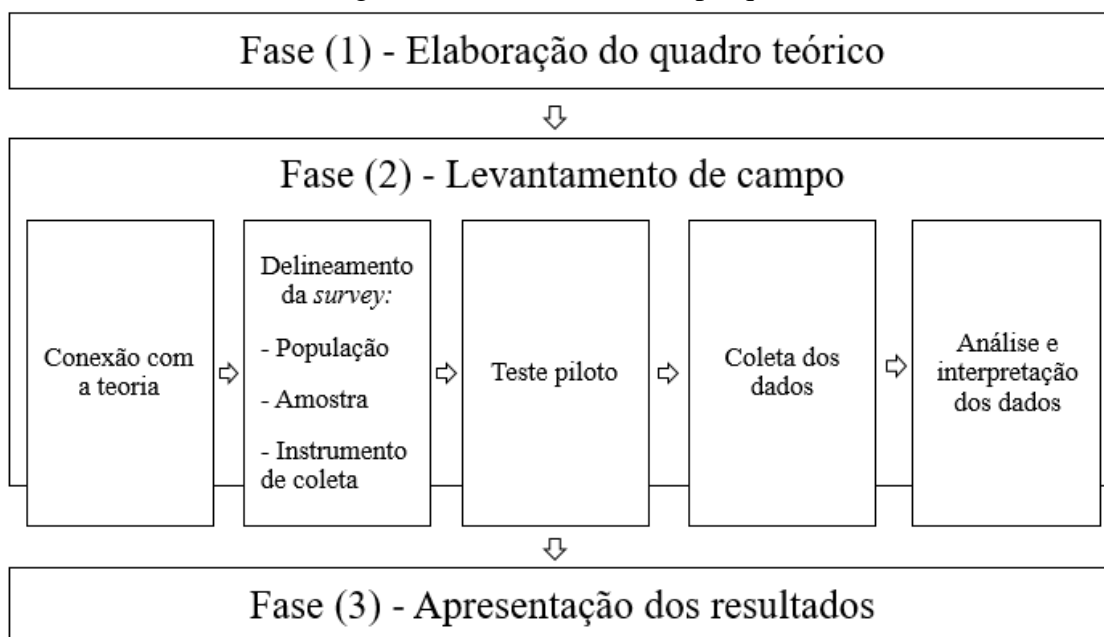 Fase (1) - Elaboração do quadro teórico
Fase (2) - Levantamento de campo
Conexão com
a teoria
Delineamento
da survey:
- População
- Amostra
- Instrumento
de coleta
Teste piloto
Coleta dos
dados
Análise e
interpretação
dos dados
Fase (3) - Apresentação dos resultados